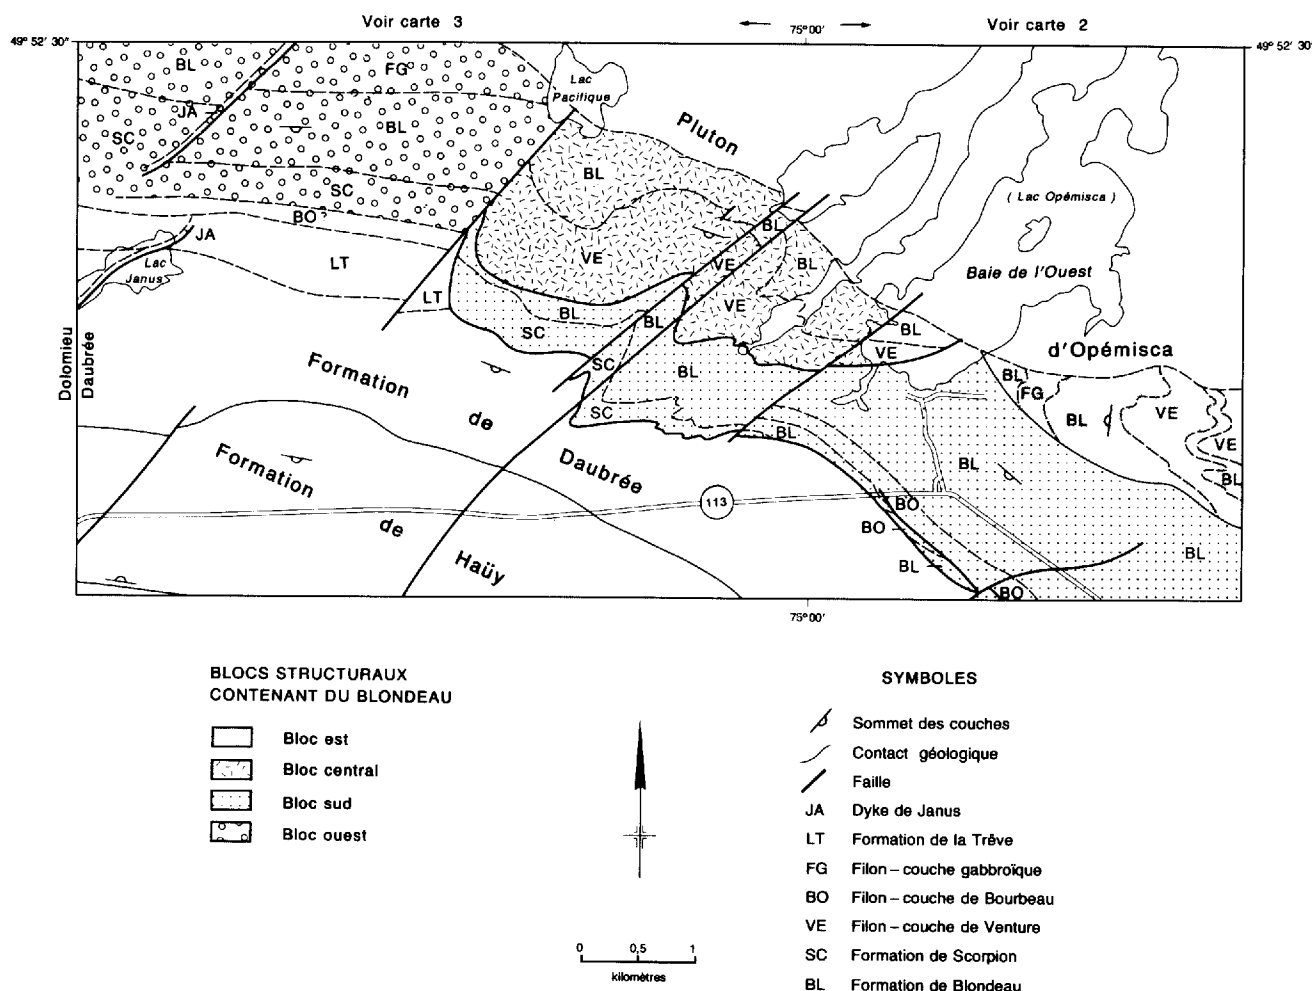 Voir carte 3
75° 00'
Voir carte 2
49° 52' 30"
49° 52' 30"
BL
FG
Lac
Pacifique
JA
BL
Pluton
SC
BL
SC
( Lac Opémisca )
BO
BL
JA
BL
Baie de l'Ouest
Lac
Janus
LT
VE
VE
LT
VE
BL
BL
BL
BL
SC
VE
d'Opémisca
Dolomieu
Daubrée
Formation
de
Daubrée
SC
BL
BL
FG
SC
BL
VE
BL
VE
BL
BL
Formation
de
Haüy
113
BO
BO
BL
BL
BO
75° 00'
BLOCS STRUCTURAUX
CONTENANT DU BLONDEAU
Bloc est
Bloc central
Bloc sud
Bloc ouest
0 0,5 1
kilomètres
SYMBOLES
Sommet des couches
Contact géologique
Faille
JA Dyke de Janus
LT Formation de la Trêve
FG Filon – couche gabbroïque
BO Filon – couche de Bourbeau
VE Filon – couche de Venture
SC Formation de Scorpion
BL Formation de Blondeau